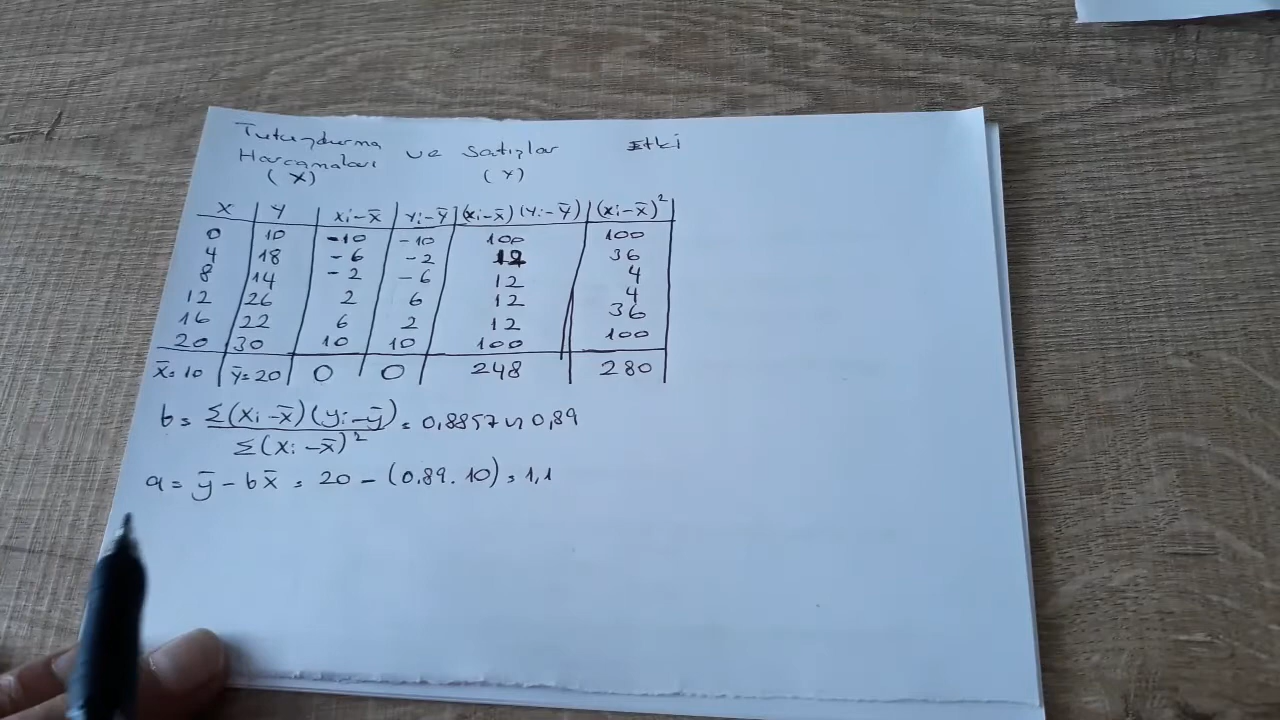 Tutundurma
Harcamaları ve Satışlar Etki
(X) (Y)
X Y Xi-X̄ Yi-Ȳ (Xi-X̄)(Yi-Ȳ) (Xi-X̄)²
0 10 -10 -10 100 100
4 18 -6 -2 12 36
8 14 -2 -6 12 4
12 26 2 6 12 4
16 22 6 2 12 36
20 30 10 10 100 100
X̄=10 Ȳ=20 0 0 248 280
b = Σ(Xi-X̄)(yi-ȳ) = 0,8857 ∽ 0,89
Σ(Xi-X̄)²
a = ȳ - bx̄ = 20 - (0.89.10) = 1,1